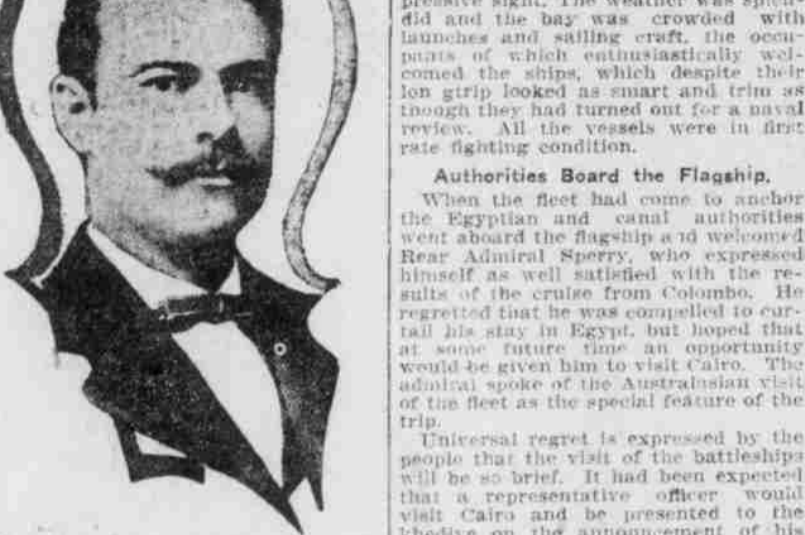 pressive sight. The weather was splen-
did and the bay was crowded with
launches and sailing craft, the occu-
pants of which enthusiastically wel-
comed the ships, which despite their
lon gtrip looked as smart and trim as
though they had turned out for a naval
review. All the vessels were in first
rate fighting condition.
Authorities Board the Flagship.
When the fleet had come to anchor
the Egyptian and canal authorities
went aboard the flagship and welcomed
Rear Admiral Sperry, who expressed
himself as well satisfied with the re-
sults of the cruise from Colombo. He
regretted that he was compelled to cur-
tail his stay in Egypt, but hoped that
at some future time an opportunity
would be given him to visit Cairo. The
admiral spoke of the Australasian visit
of the fleet as the special feature of the
trip.
Universal regret is expressed by the
people that the visit of the battleships
will be so brief. It had been expected
that a representative officer would
visit Cairo and be presented to the
khedive on the announcement of his